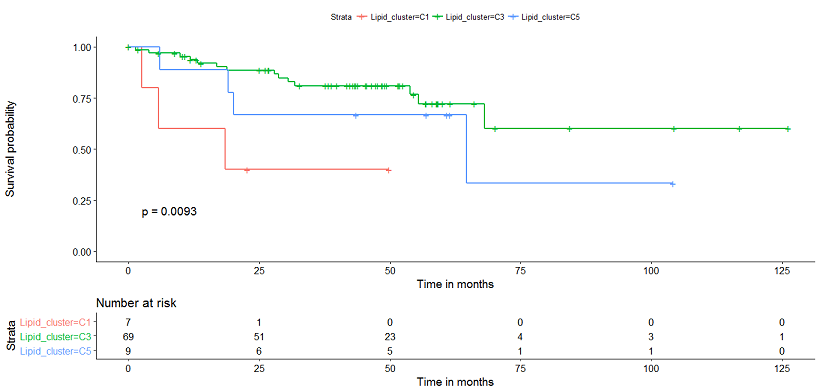 Strata Lipid_cluster=C1 Lipid_cluster=C3 Lipid_cluster=C5
1.00
0.75
0.50
0.25
0.00
Survival probability
p = 0.0093
0 25 50 75 100 125
Time in months
Number at risk
Strata
Lipid_cluster=C1 7 1 0 0 0 0
Lipid_cluster=C3 69 51 23 4 3 1
Lipid_cluster=C5 9 6 5 1 1 0
0 25 50 75 100 125
Time in months